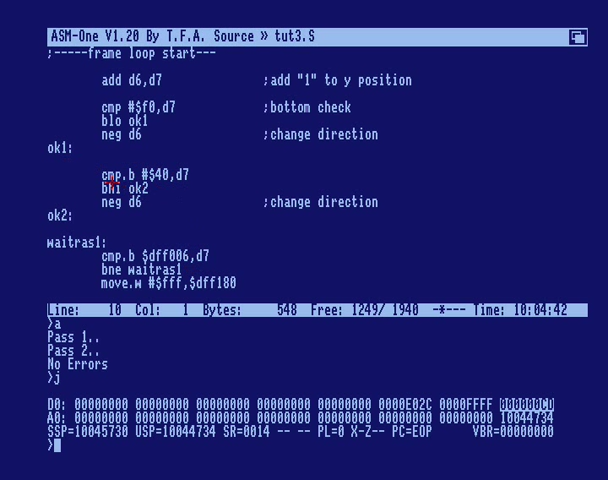 ASM-One V1.20 By T.F.A. Source » tut3.S
;-----frame loop start---
add d6,d7 ;add "1" to y position
cmp #$f0,d7 ;bottom check
blo ok1
neg d6 ;change direction
ok1:
cmp.b #$40,d7
bhi ok2
neg d6 ;change direction
ok2:
waitras1:
cmp.b $dff006,d7
bne waitras1
move.w #$fff,$dff180
Line: 10 Col: 1 Bytes: 548 Free: 1249/ 1940 -*--- Time: 10:04:42
>a
Pass 1..
Pass 2..
No Errors
>j
D0: 00000000 00000000 00000000 00000000 00000000 0000E02C 0000FFFF 000000CD
A0: 00000000 00000000 00000000 00000000 00000000 00000000 00000000 10044734
SSP=10045730 USP=10044734 SR=0014 -- -- PL=0 X-Z-- PC=EOP VBR=00000000
>